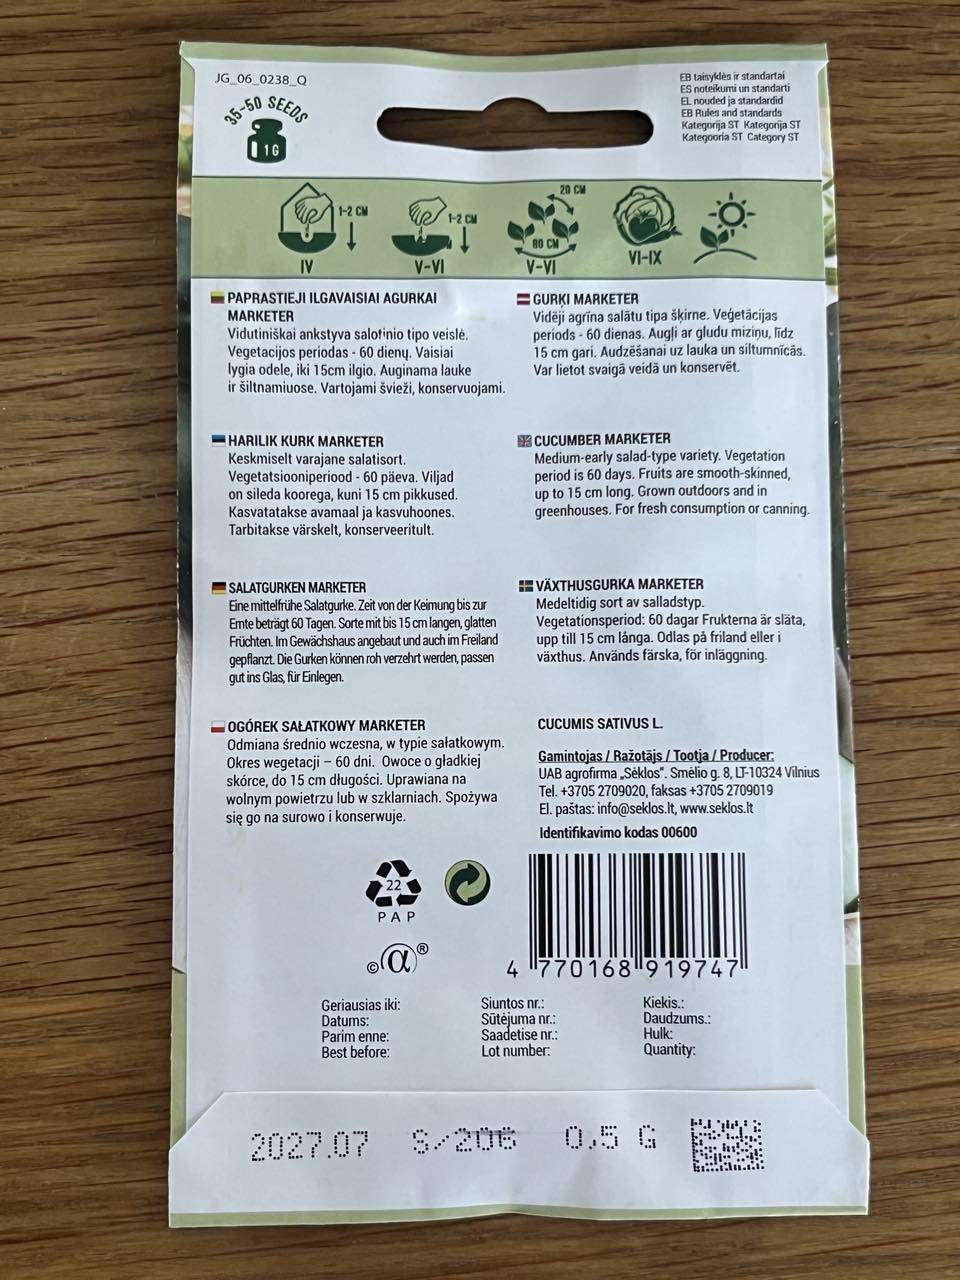 JG_06_0238_Q
35-50 SEEDS
1G
EB taisyklės ir standartai
ES noteikumi un standarti
EL nouded ja standardid
EB Rules and standards
Kategorija ST Kategorija ST
Kategooria ST Category ST
1-2 CM
IV
1-2 CM
V-VI
20 CM
80 CM
V-VI
VI-IX
PAPRASTIEJI ILGAVAISIAI AGURKAI
MARKETER
Vidutiniškai ankstyva salotinio tipo veislė.
Vegetacijos periodas - 60 dienų. Vaisiai
lygia odele, iki 15cm ilgio. Auginama lauke
ir šiltnamiuose. Vartojami švieži, konservuojami.
GURĶI MARKETER
Vidēji agrīna salātu tipa šķirne. Veģetācijas
periods - 60 dienas. Augļi ar gludu miziņu, līdz
15 cm gari. Audzēšanai uz lauka un siltumnīcās.
Var lietot svaigā veidā un konservēt.
HARILIK KURK MARKETER
Keskmiselt varajane salatisort.
Vegetatsiooniperiood - 60 päeva. Viljad
on sileda koorega, kuni 15 cm pikkused.
Kasvatatakse avamaal ja kasvuhoones.
Tarbitakse värskelt, konserveeritult.
CUCUMBER MARKETER
Medium-early salad-type variety. Vegetation
period is 60 days. Fruits are smooth-skinned,
up to 15 cm long. Grown outdoors and in
greenhouses. For fresh consumption or canning.
SALATGURKEN MARKETER
Eine mittelfrühe Salatgurke. Zeit von der Keimung bis zur
Ernte beträgt 60 Tagen. Sorte mit bis 15 cm langen, glatten
Früchten. Im Gewächshaus angebaut und auch im Freiland
gepflanzt. Die Gurken können roh verzehrt werden, passen
gut ins Glas, für Einlegen.
VÄXTHUSGURKA MARKETER
Medeltidig sort av salladstyp.
Vegetationsperiod: 60 dagar Frukterna är släta,
upp till 15 cm långa. Odlas på friland eller i
växthus. Används färska, för inläggning.
OGÓREK SAŁATKOWY MARKETER
Odmiana średnio wczesna, w typie sałatkowym.
Okres wegetacji – 60 dni. Owoce o gładkiej
skórce, do 15 cm długości. Uprawiana na
wolnym powietrzu lub w szklarniach. Spożywa
się go na surowo i konserwuje.
CUCUMIS SATIVUS L.
Gamintojas / Ražotājs / Tootja / Producer:
UAB agrofirma „Sėklos“. Smėlio g. 8, LT-10324 Vilnius
Tel. +3705 2709020, faksas +3705 2709019
El. paštas: info@seklos.lt, www.seklos.lt
Identifikavimo kodas 00600
22
PAP
©α®
4 770168 919747
Geriausias iki:
Datums:
Parim enne:
Best before:
Siuntos nr.:
Sūtėjuma nr.:
Saadetise nr.:
Lot number:
Kiekis.:
Daudzums.:
Hulk:
Quantity:
2027.07 S/206 0,5 G